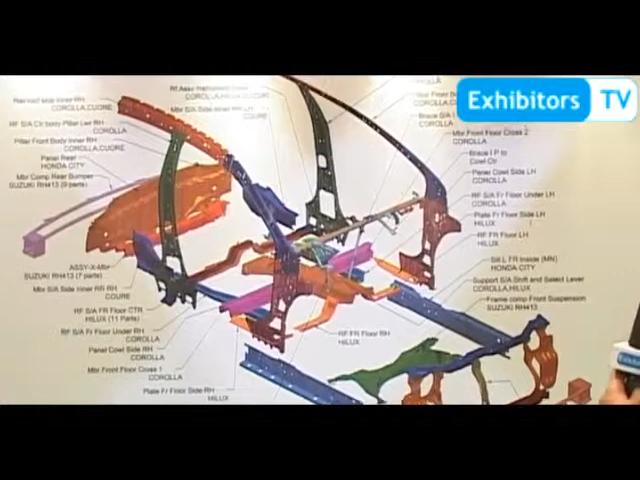 Exhibitors TV
COROLLA, CUORE
RF S/A Ctr body Pillar Lwr RH
COROLLA
Pillar Front Body Inner RH
COROLLA,CUORE
Panel Rear
HONDA CITY
Mbr Comp Rear Bumper
SUZUKI RH413 (9 parts)
ASSY-X-Mbr
SUZUKI RH413 (7 parts)
Mbr S/A Side Inner RR RH
COURE
RF S/A FR Floor CTR
HILUX (11 Parts)
RF S/A Fr Floor Under RH
COROLLA
Panel Cowl Side RH
COROLLA
Mbr Front Floor Cross 1
COROLLA
Plate Fr Floor Side RH
HILUX
CUORE
RF FR Floor RH
HILUX
COROLLA
Mbr Front Floor Cross 2
COROLLA
Brace I P to
Cowl Ctr
Panel Cowl Side LH
COROLLA
RF S/A Fr Floor Under LH
COROLLA
Plate Fr Floor Side LH
HILUX
RF FR Floor LH
HILUX
Sill L FR Inside (MN)
HONDA CITY
Support S/A Shift and Select Lever
COROLLA,HILUX
Frame comp Front Suspension
SUZUKI RH413